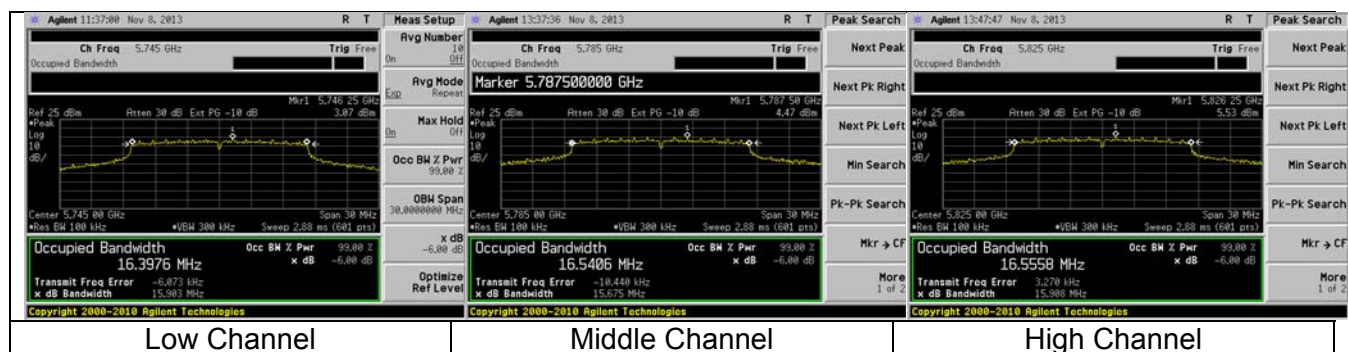 Agilent 11:37:00 Nov 8, 2013 R T
Meas Setup
Ch Freq 5.745 GHz Trig Free
Occupied Bandwidth
Mkr1 5.746 25 GHz
Ref 25 dBm Atten 30 dB Ext PG -10 dB 3.07 dBm
•Peak
Log
10
dB/
Center 5.745 00 GHz Span 30 MHz
•Res BW 100 kHz •VBW 300 kHz Sweep 2.88 ms (601 pts)
Occupied Bandwidth Occ BW % Pwr 99.00 %
16.3976 MHz x dB -6.00 dB
Transmit Freq Error -6.073 kHz
x dB Bandwidth 15.903 MHz
Copyright 2000-2010 Agilent Technologies
Avg Number
10
On Off
Avg Mode
Exp Repeat
Max Hold
On Off
Occ BW % Pwr
99.00 %
OBW Span
30.0000000 MHz
x dB
-6.00 dB
Optimize
Ref Level
Agilent 13:37:36 Nov 8, 2013 R T
Peak Search
Ch Freq 5.785 GHz Trig Free
Occupied Bandwidth
Marker 5.787500000 GHz
Mkr1 5.787 50 GHz
Ref 25 dBm Atten 30 dB Ext PG -10 dB 4.47 dBm
•Peak
Log
10
dB/
Center 5.785 00 GHz Span 30 MHz
•Res BW 100 kHz •VBW 300 kHz Sweep 2.88 ms (601 pts)
Occupied Bandwidth Occ BW % Pwr 99.00 %
16.5406 MHz x dB -6.00 dB
Transmit Freq Error -10.440 kHz
x dB Bandwidth 15.675 MHz
Copyright 2000-2010 Agilent Technologies
Next Peak
Next Pk Right
Next Pk Left
Min Search
Pk-Pk Search
Mkr → CF
More
1 of 2
Agilent 13:47:47 Nov 8, 2013 R T
Peak Search
Ch Freq 5.825 GHz Trig Free
Occupied Bandwidth
Mkr1 5.826 25 GHz
Ref 25 dBm Atten 30 dB Ext PG -10 dB 5.53 dBm
•Peak
Log
10
dB/
Center 5.825 00 GHz Span 30 MHz
•Res BW 100 kHz •VBW 300 kHz Sweep 2.88 ms (601 pts)
Occupied Bandwidth Occ BW % Pwr 99.00 %
16.5558 MHz x dB -6.00 dB
Transmit Freq Error 3.270 kHz
x dB Bandwidth 15.908 MHz
Copyright 2000-2010 Agilent Technologies
Next Peak
Next Pk Right
Next Pk Left
Min Search
Pk-Pk Search
Mkr → CF
More
1 of 2
Low Channel
Middle Channel
High Channel